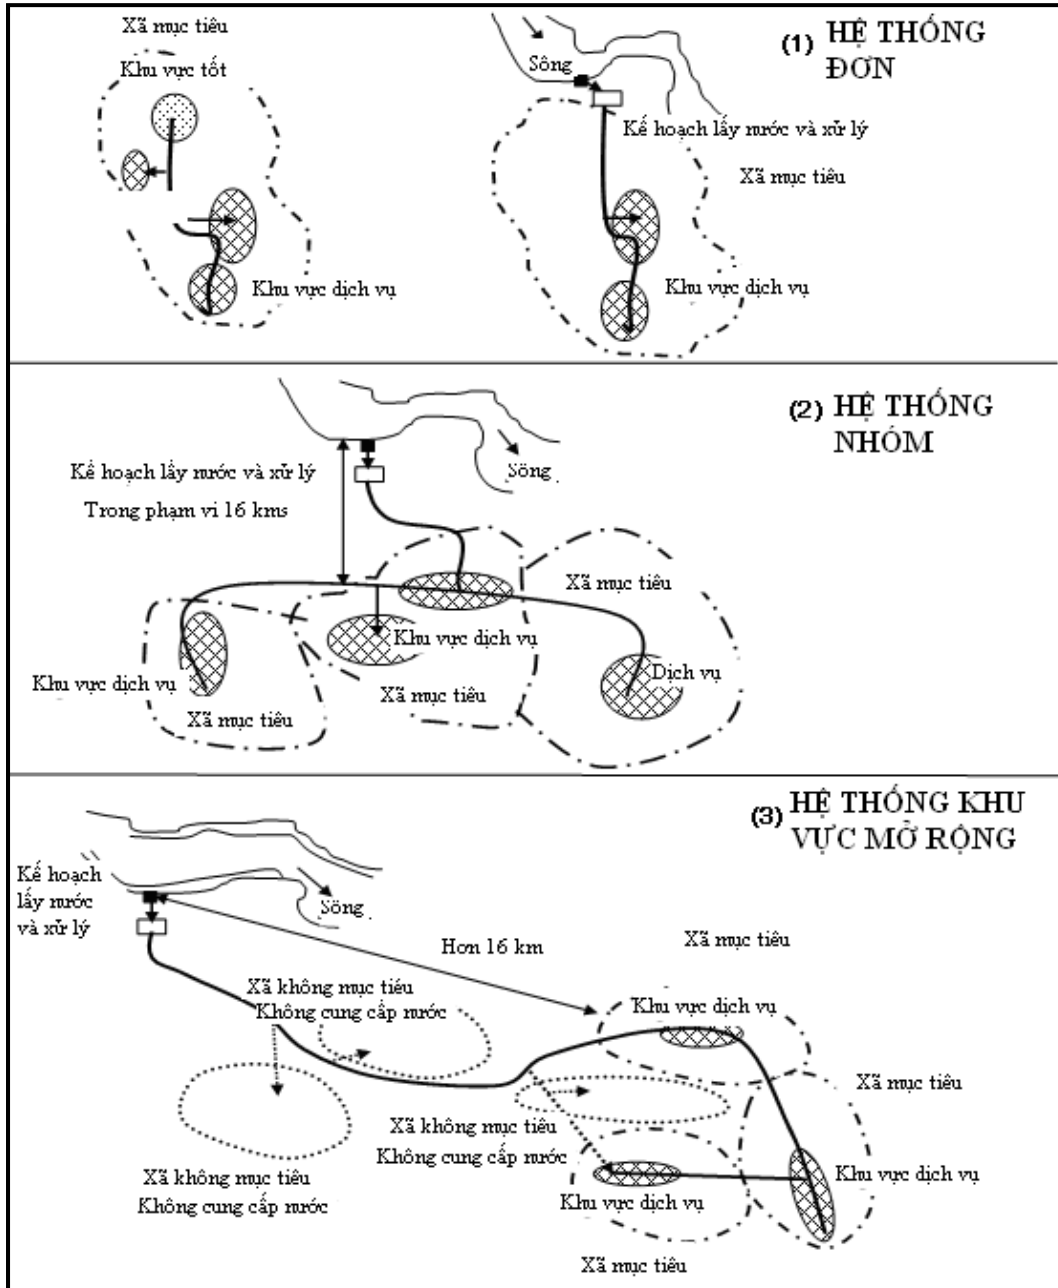 Xã mục tiêu
Khu vực tốt
Khu vực dịch vụ
(1) HỆ THỐNG
ĐƠN
Sông
Kế hoạch lấy nước và xử lý
Xã mục tiêu
Khu vực dịch vụ
(2) HỆ THỐNG
NHÓM
Sông
Kế hoạch lấy nước và xử lý
Trong phạm vi 16 kms
Xã mục tiêu
Khu vực dịch vụ
Dịch vụ
Khu vực dịch vụ
Xã mục tiêu
Xã mục tiêu
(3) HỆ THỐNG KHU
VỰC MỞ RỘNG
Kế hoạch
lấy nước
và xử lý
Sông
Hơn 16 km
Xã mục tiêu
Xã không mục tiêu
Không cung cấp nước
Khu vực dịch vụ
Xã mục tiêu
Xã không mục tiêu
Không cung cấp nước
Xã không mục tiêu
Không cung cấp nước
Khu vực dịch vụ
Khu vực dịch vụ
Xã mục tiêu